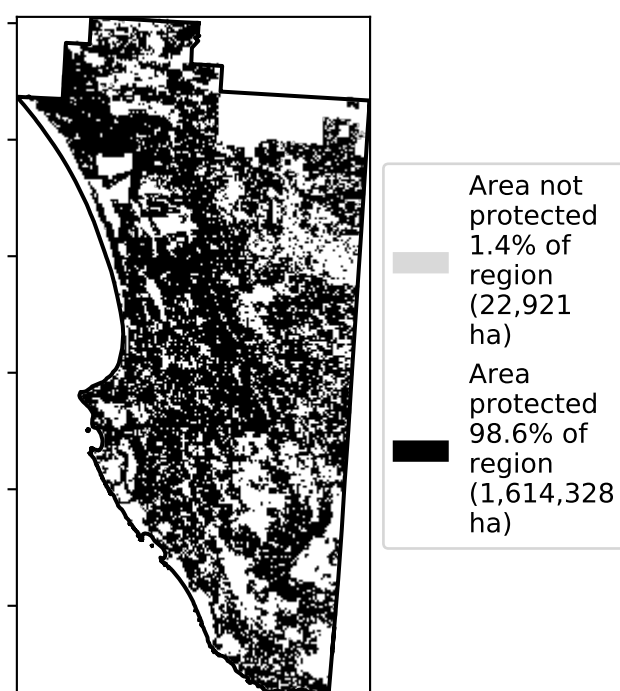 Area not
protected
1.4% of
region
(22,921
ha)
Area
protected
98.6% of
region
(1,614,328
ha)